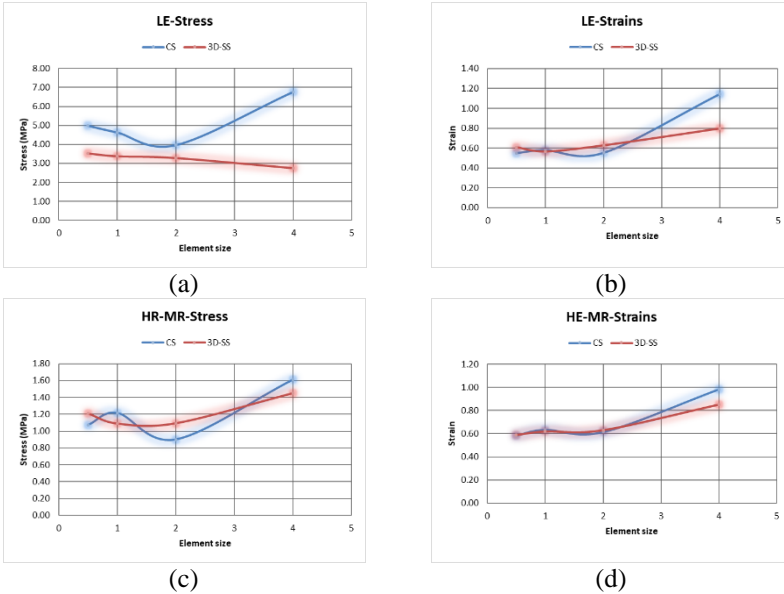 LE-Stress
CS 3D-SS
8.00
7.00
6.00
5.00
4.00
3.00
2.00
1.00
0.00
Stress (MPa)
0 1 2 3 4 5
Element size
(a)
LE-Strains
CS 3D-SS
1.40
1.20
1.00
0.80
0.60
0.40
0.20
0.00
Strain
0 1 2 3 4 5
Element size
(b)
HR-MR-Stress
CS 3D-SS
1.80
1.60
1.40
1.20
1.00
0.80
0.60
0.40
0.20
0.00
Stress (MPa)
0 1 2 3 4 5
Element size
(c)
HE-MR-Strains
CS 3D-SS
1.20
1.00
0.80
0.60
0.40
0.20
0.00
Strain
0 1 2 3 4 5
Element size
(d)